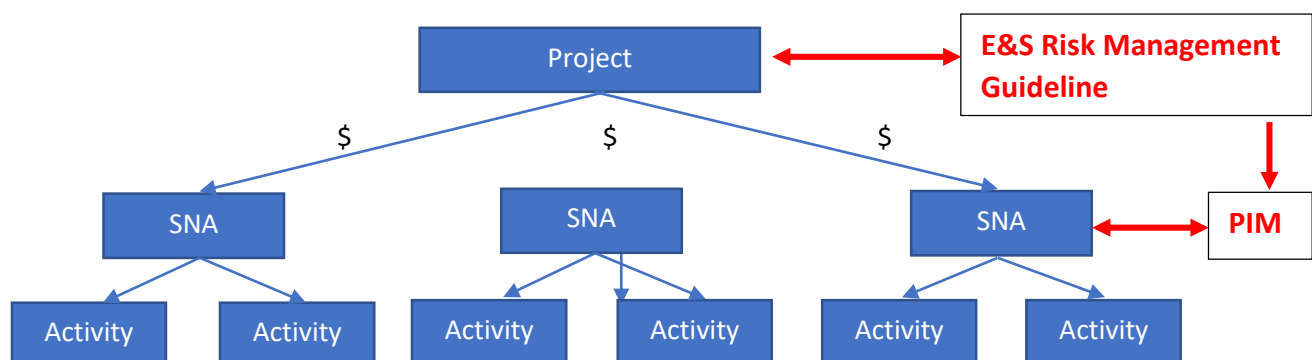 Project
E&S Risk Management
Guideline
$ $ $
SNA SNA SNA PIM
Activity Activity Activity Activity Activity Activity